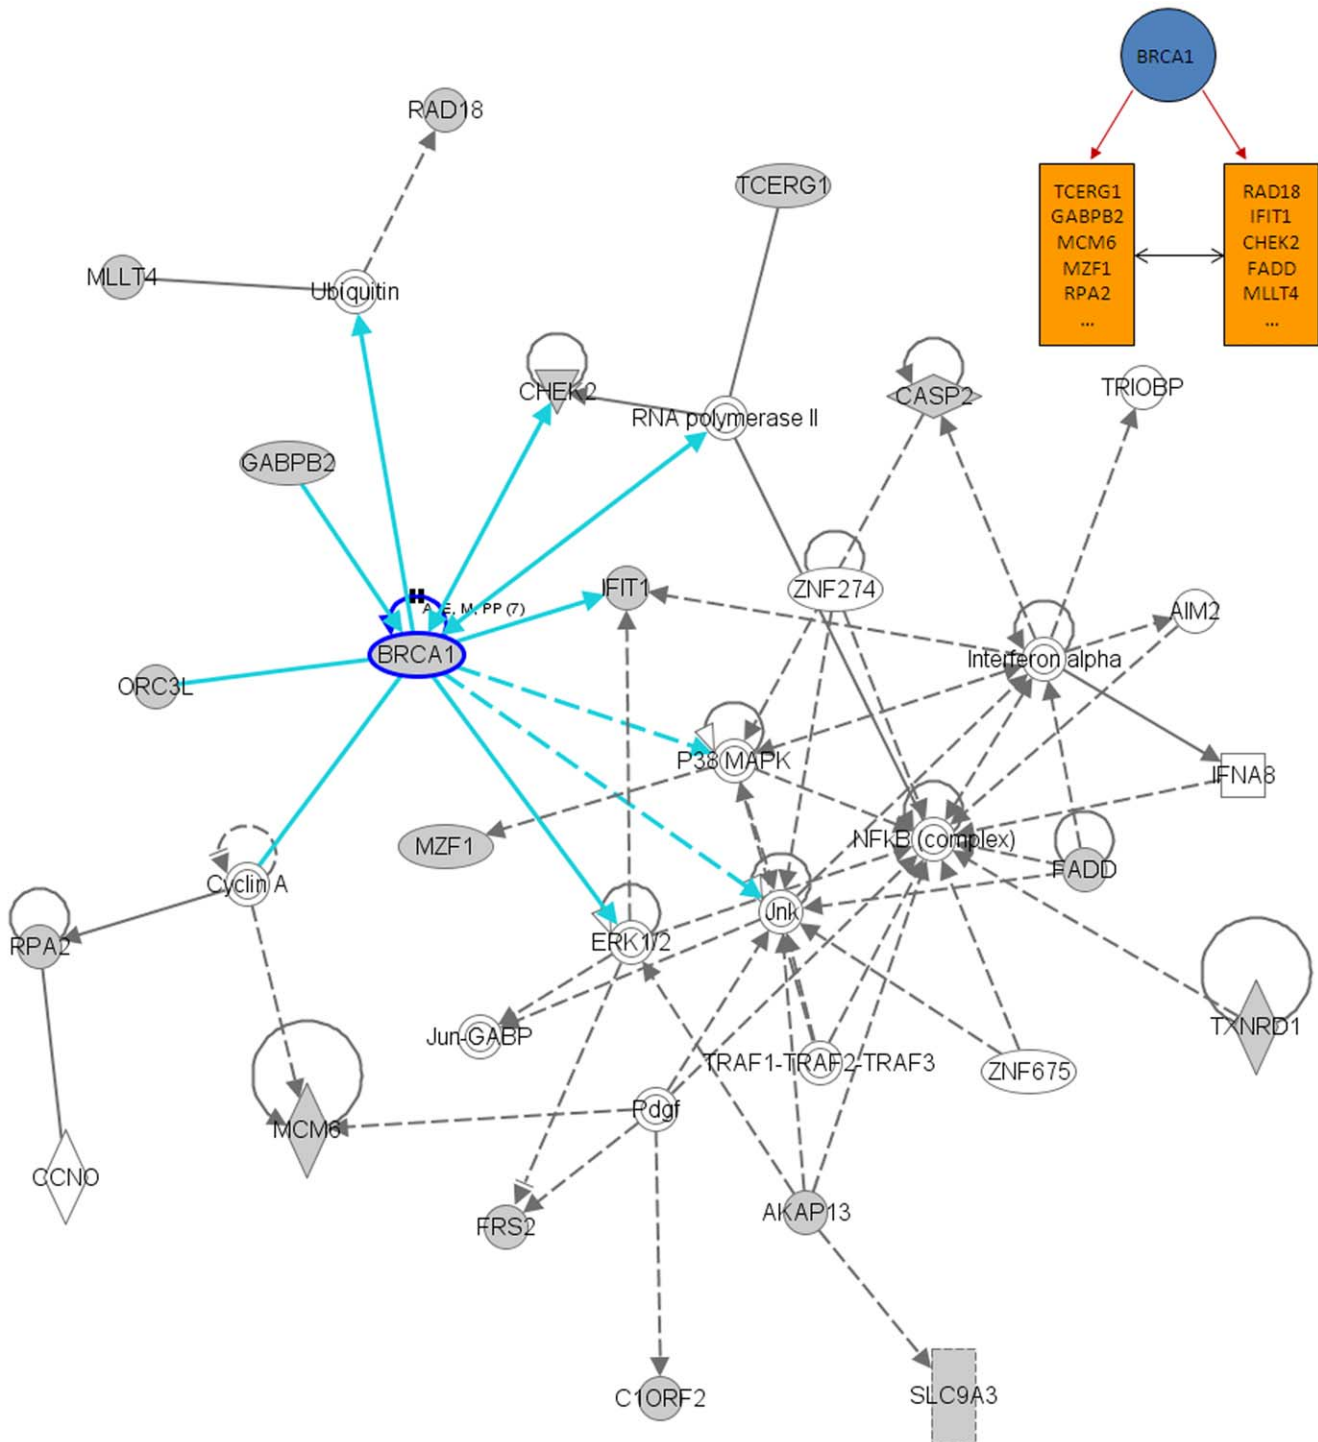 BRCA1
RAD18
TCERG1
TCERG1
GABPB2
MCM6
MZF1
RPA2
...
RAD18
IFIT1
CHEK2
FADD
MLLT4
...
MLLT4
Ubiquitin
CHEK2
RNA polymerase II
CASP2
TRIOBP
GABPB2
IFIT1
ZNF274
A, E, M, PP (7)
AIM2
BRCA1
Interferon alpha
ORC3L
P38 MAPK
IFNA8
MZF1
NFkB (complex)
FADD
Cyclin A
Jnk
RPA2
ERK1/2
TXNRD1
Jun-GABP
TRAF1-TRAF2-TRAF3
ZNF675
Pdgf
MCM6
CCNO
FRS2
AKAP13
C1ORF2
SLC9A3